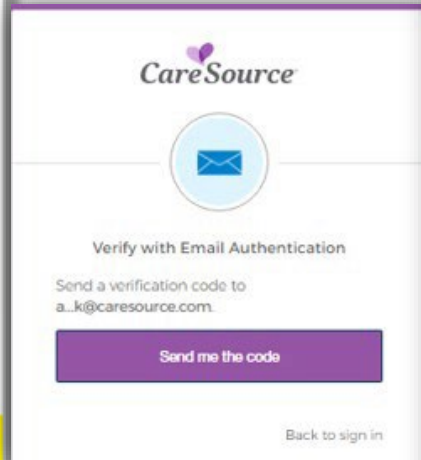 CareSource
Verify with Email Authentication
Send a verification code to
a...k@caresource.com.
Send me the code
Back to sign in